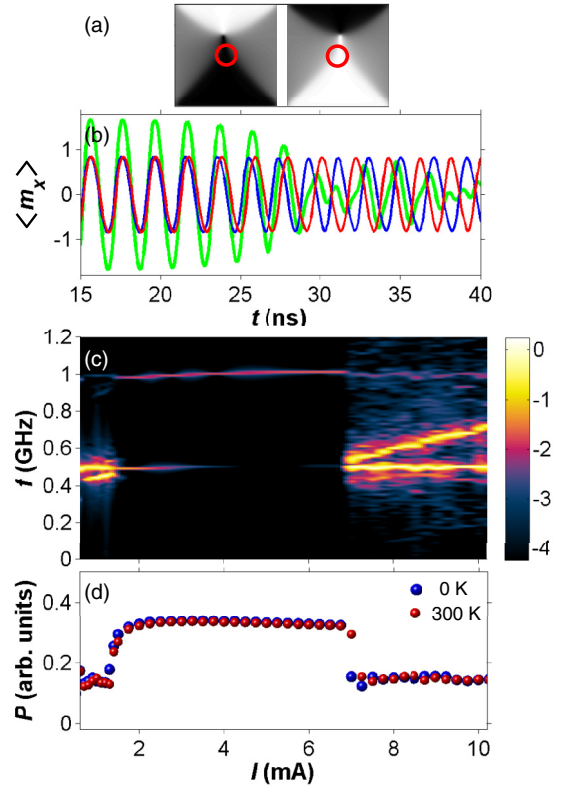 (a)
(b)
<m_x>
1
0
-1
15 20 25 30 35 40
t (ns)
(c)
f (GHz)
1.2
1
0.8
0.6
0.4
0.2
0
0
-1
-2
-3
-4
(d)
0 K
300 K
P (arb. units)
0.4
0.2
0
2 4 6 8 10
I (mA)